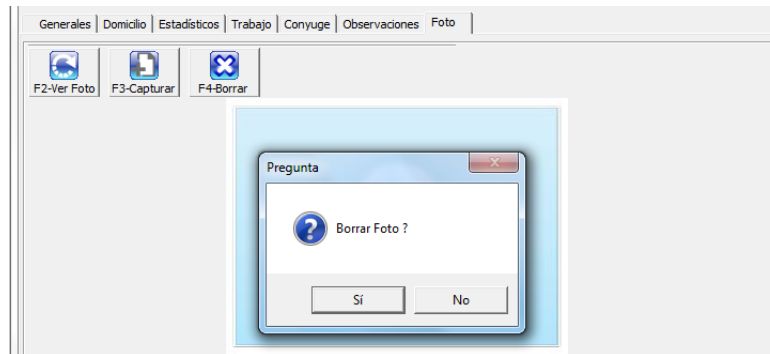 Generales Domicilio Estadísticos Trabajo Conyuge Observaciones Foto
F2-Ver Foto F3-Capturar F4-Borrar
Pregunta
Borrar Foto ?
Sí No